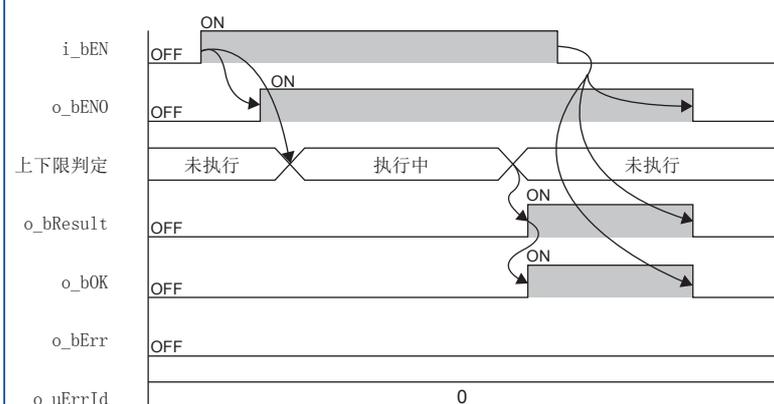 ON
i_bEN OFF
ON
o_bENO OFF
上下限判定 未执行 执行中 未执行
ON
o_bResult OFF
ON
o_bOK OFF
o_bErr OFF
o_uErrId 0